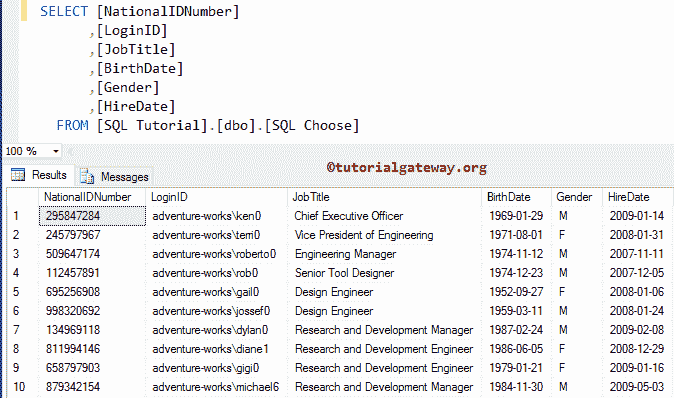 SELECT [NationalIDNumber]
,[LoginID]
,[JobTitle]
,[BirthDate]
,[Gender]
,[HireDate]
FROM [SQL Tutorial].[dbo].[SQL Choose]
100 %
Results Messages
©tutorialgateway.org
NationalIDNumber LoginID JobTitle BirthDate Gender HireDate
1 295847284 adventure-works\ken0 Chief Executive Officer 1969-01-29 M 2009-01-14
2 245797967 adventure-works\terri0 Vice President of Engineering 1971-08-01 F 2008-01-31
3 509647174 adventure-works\roberto0 Engineering Manager 1974-11-12 M 2007-11-11
4 112457891 adventure-works\rob0 Senior Tool Designer 1974-12-23 M 2007-12-05
5 695256908 adventure-works\gail0 Design Engineer 1952-09-27 F 2008-01-06
6 998320692 adventure-works\jossef0 Design Engineer 1959-03-11 M 2008-01-24
7 134969118 adventure-works\dylan0 Research and Development Manager 1987-02-24 M 2009-02-08
8 811994146 adventure-works\diane1 Research and Development Engineer 1986-06-05 F 2008-12-29
9 658797903 adventure-works\gigi0 Research and Development Engineer 1979-01-21 F 2009-01-16
10 879342154 adventure-works\michael6 Research and Development Manager 1984-11-30 M 2009-05-03